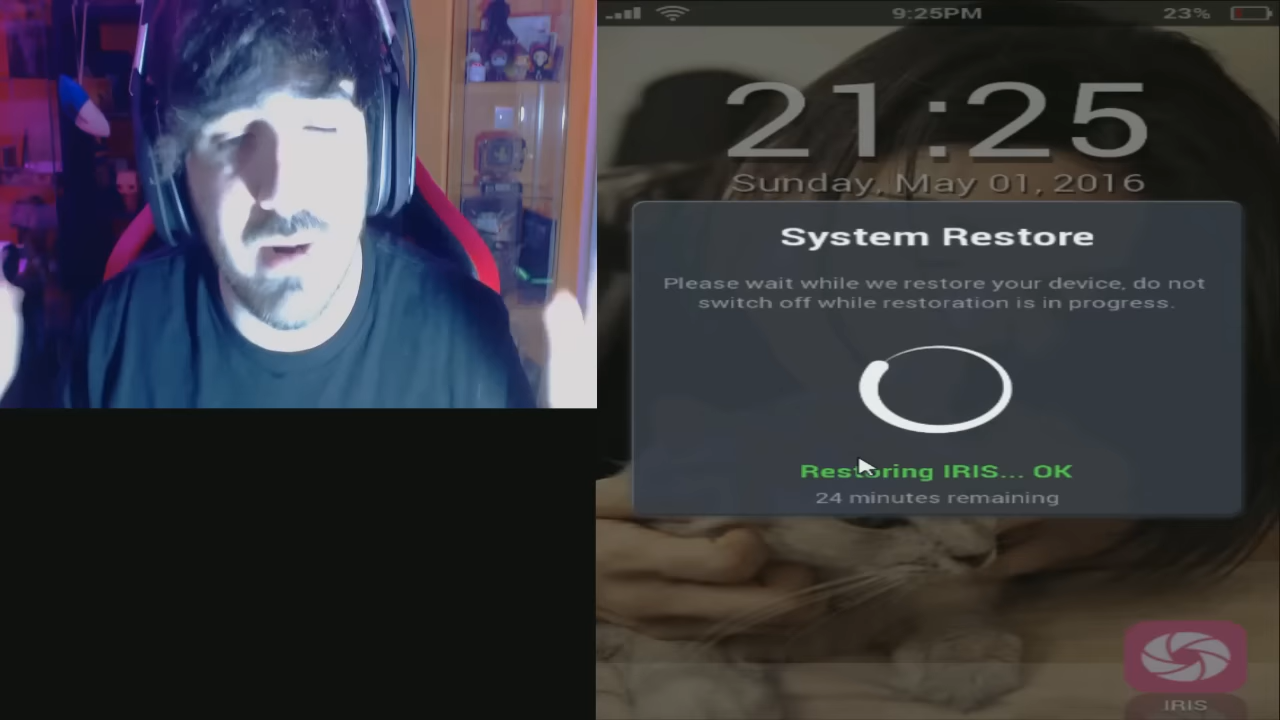 9:25PM
23%
21:25
Sunday, May 01, 2016
System Restore
Please wait while we restore your device, do not
switch off while restoration is in progress.
Restoring IRIS... OK
24 minutes remaining
IRIS